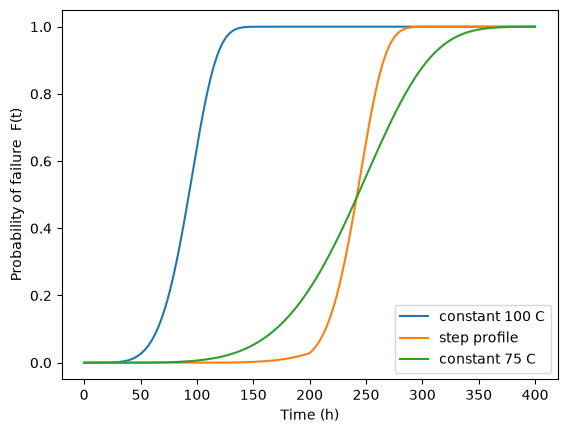 1.0
0.8
0.6
0.4
0.2
0.0
Probability of failure  F(t)
constant 100 C
step profile
constant 75 C
0 50 100 150 200 250 300 350 400
Time (h)